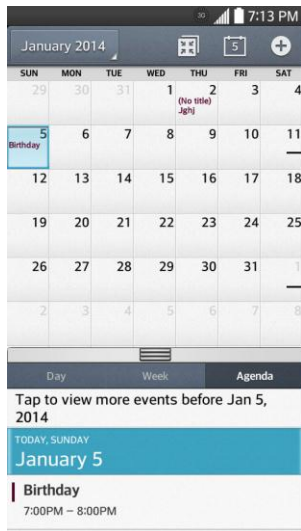 30 7:13 PM
January 2014 5
SUN MON TUE WED THU FRI SAT
29 30 31 1 2 3 4
(No title)
Jghj
5 6 7 8 9 10 11
Birthday
12 13 14 15 16 17 18
19 20 21 22 23 24 25
26 27 28 29 30 31 1
2 3 4 5 6 7 8
Day Week Agenda
Tap to view more events before Jan 5,
2014
TODAY, SUNDAY
January 5
Birthday
7:00PM – 8:00PM